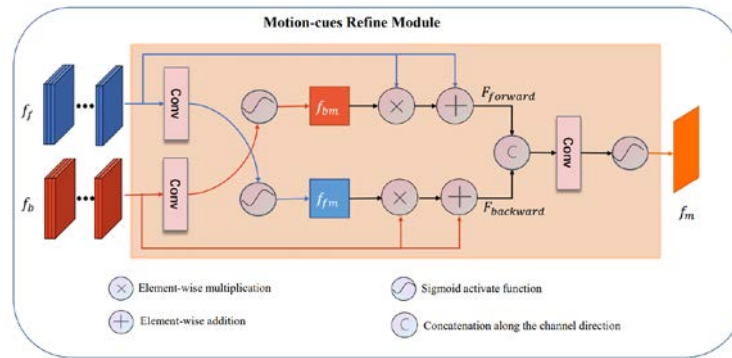 Motion-cues Refine Module
f_f
Conv
f_bm
×
+
F_forward
C
Conv
f_m
f_b
Conv
f_fm
×
+
F_backward
× Element-wise multiplication
Sigmoid activate function
+ Element-wise addition
C Concatenation along the channel direction